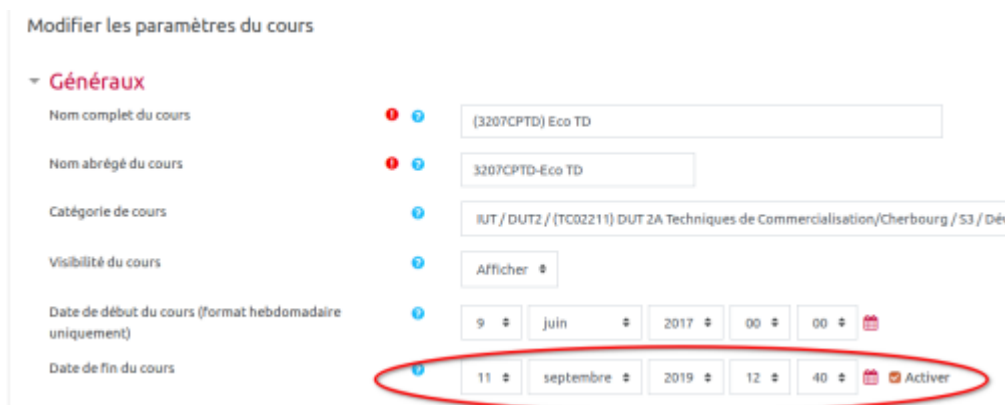 Modifier les paramètres du cours
Généraux
Nom complet du cours
(3207CPTD) Eco TD
Nom abrégé du cours
3207CPTD-Eco TD
Catégorie de cours
IUT / DUT2 / (TC02211) DUT 2A Techniques de Commercialisation/Cherbourg / S3 /
Visibilité du cours
Afficher
Date de début du cours (format hebdomadaire
uniquement)
9 juin 2017 00 00
Date de fin du cours
11 septembre 2019 12 40 Activer